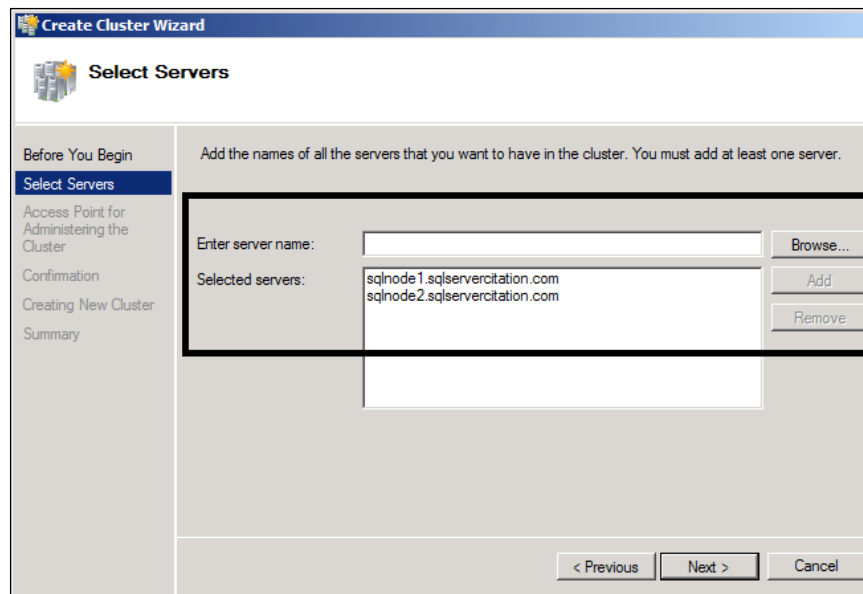 Create Cluster Wizard
Select Servers
Before You Begin
Select Servers
Access Point for
Administering the
Cluster
Confirmation
Creating New Cluster
Summary
Add the names of all the servers that you want to have in the cluster. You must add at least one server.
Enter server name:
Browse...
Selected servers:
sqlnode1.sqlservercitation.com
sqlnode2.sqlservercitation.com
Add
Remove
< Previous
Next >
Cancel